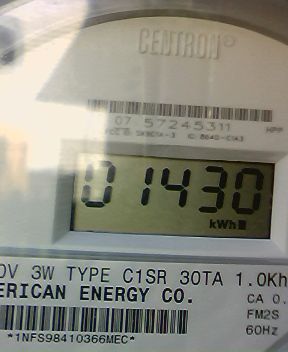 CENTRON®
07 57245311
HPP
01430
kWh
0V 3W TYPE C1SR 30TA 1.0Kh
ERICAN ENERGY CO.
CA 0.
FM2S
60Hz
*1NFS98410366MEC*